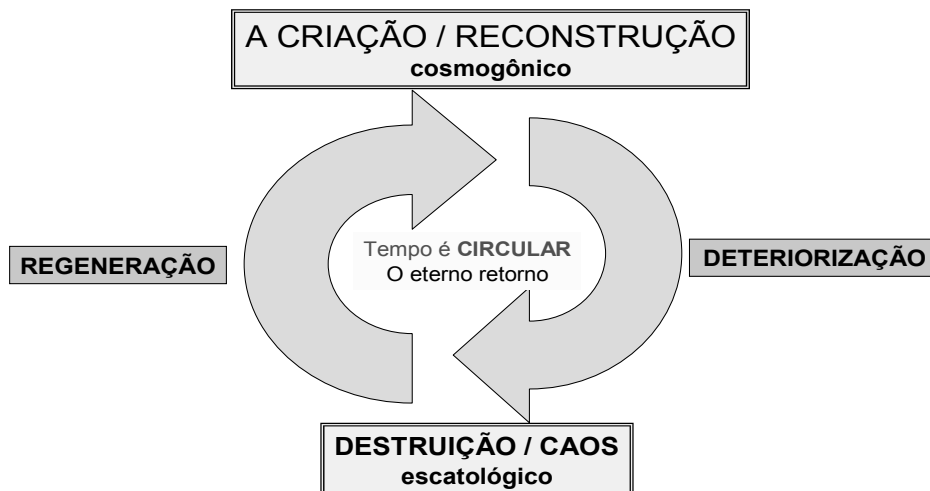 A CRIAÇÃO / RECONSTRUÇÃO
cosmogônico
Tempo é CIRCULAR
O eterno retorno
REGENERAÇÃO
DETERIORIZAÇÃO
DESTRUIÇÃO / CAOS
escatológico